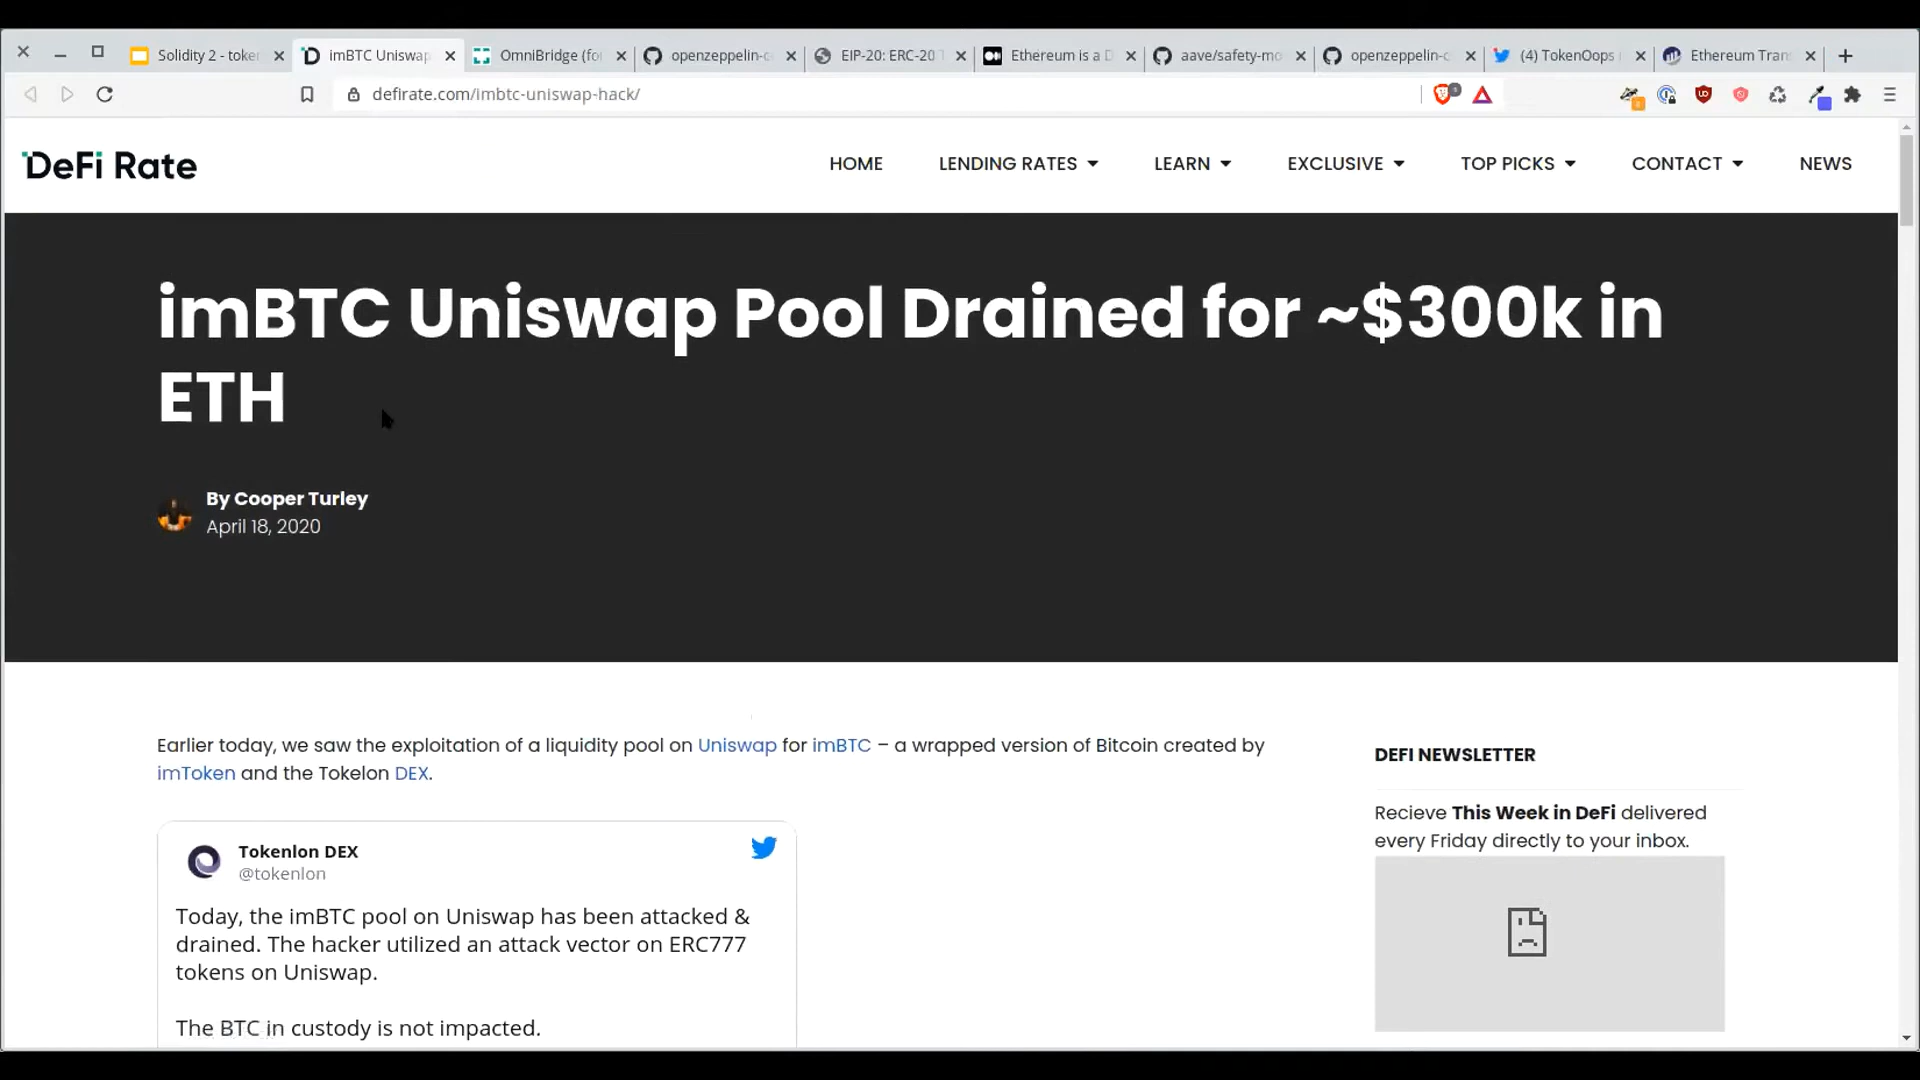 Solidity 2 - toke
imBTC Uniswap
OmniBridge (fo
openzeppelin-c
EIP-20: ERC-20 T
Ethereum is a D
aave/safety-mo
openzeppelin-c
(4) TokenOops
Ethereum Tran
defirate.com/imbtc-uniswap-hack/
DeFi Rate
HOME
LENDING RATES
LEARN
EXCLUSIVE
TOP PICKS
CONTACT
NEWS
imBTC Uniswap Pool Drained for ~$300k in
ETH
By Cooper Turley
April 18, 2020
Earlier today, we saw the exploitation of a liquidity pool on Uniswap for imBTC – a wrapped version of Bitcoin created by
imToken and the Tokelon DEX.
Tokenlon DEX
@tokenlon
Today, the imBTC pool on Uniswap has been attacked &
drained. The hacker utilized an attack vector on ERC777
tokens on Uniswap.
The BTC in custody is not impacted.
DEFI NEWSLETTER
Recieve This Week in DeFi delivered
every Friday directly to your inbox.